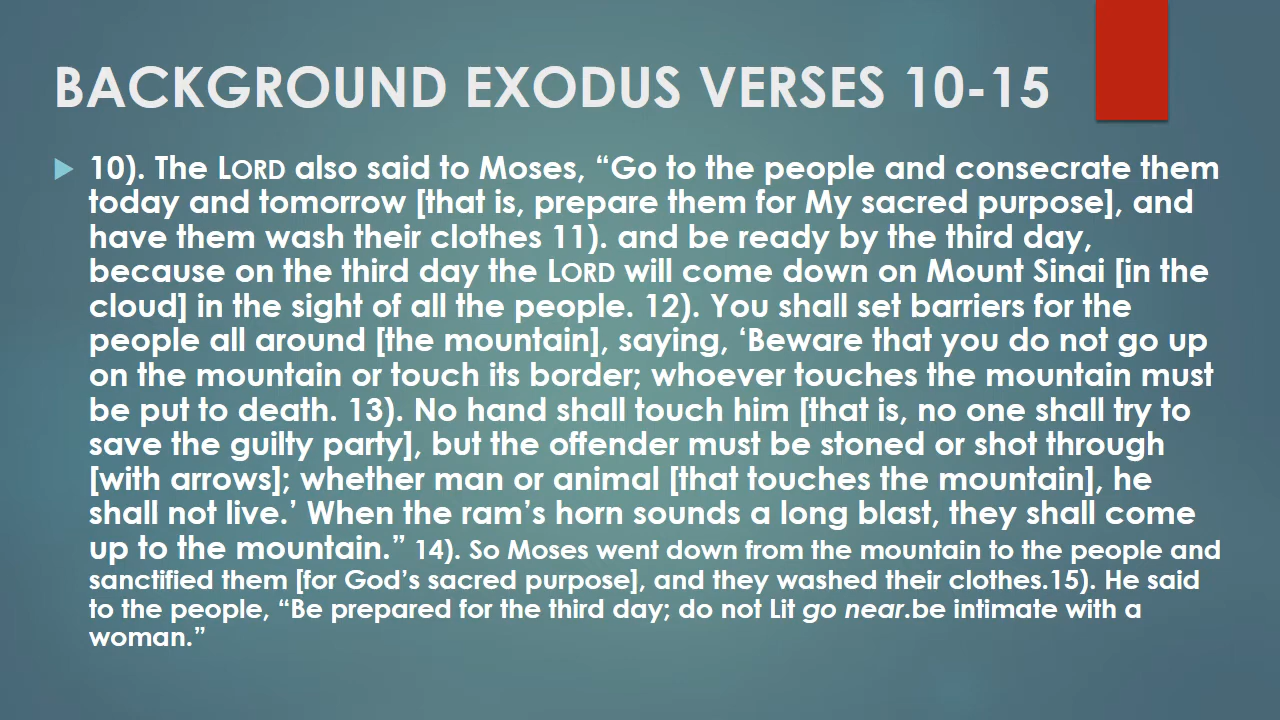 BACKGROUND EXODUS VERSES 10-15
10). The LORD also said to Moses, “Go to the people and consecrate them
today and tomorrow [that is, prepare them for My sacred purpose], and
have them wash their clothes 11). and be ready by the third day,
because on the third day the LORD will come down on Mount Sinai [in the
cloud] in the sight of all the people. 12). You shall set barriers for the
people all around [the mountain], saying, ‘Beware that you do not go up
on the mountain or touch its border; whoever touches the mountain must
be put to death. 13). No hand shall touch him [that is, no one shall try to
save the guilty party], but the offender must be stoned or shot through
[with arrows]; whether man or animal [that touches the mountain], he
shall not live.’ When the ram’s horn sounds a long blast, they shall come
up to the mountain.” 14). So Moses went down from the mountain to the people and
sanctified them [for God’s sacred purpose], and they washed their clothes.15). He said
to the people, “Be prepared for the third day; do not Lit go near.be intimate with a
woman.”